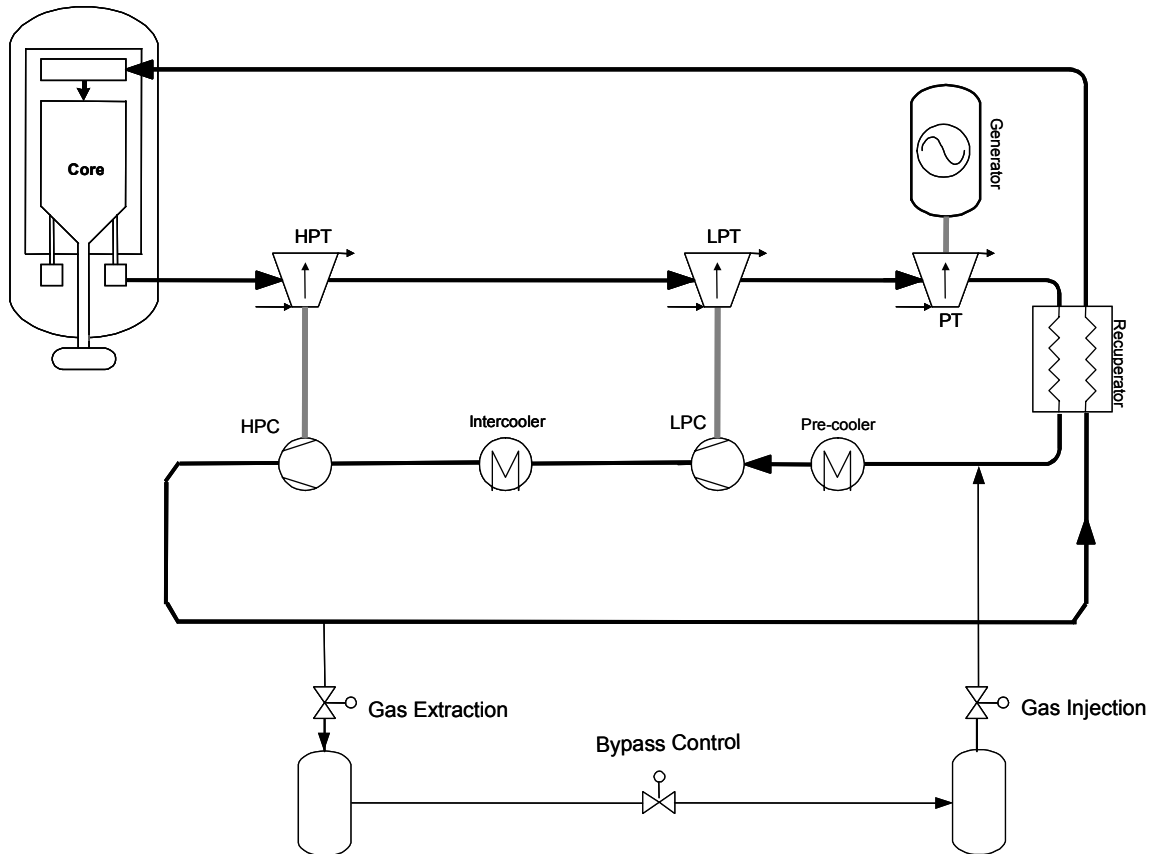 Generator
Core
HPT
LPT
PT
Recuperator
HPC
Intercooler
LPC
Pre-cooler
Gas Extraction
Bypass Control
Gas Injection